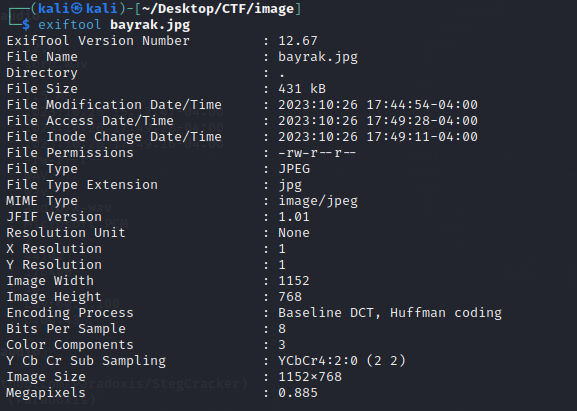 ┌──(kali㉿kali)-[~/Desktop/CTF/image]
└─$ exiftool bayrak.jpg
ExifTool Version Number : 12.67
File Name : bayrak.jpg
Directory : .
File Size : 431 kB
File Modification Date/Time : 2023:10:26 17:44:54-04:00
File Access Date/Time : 2023:10:26 17:49:28-04:00
File Inode Change Date/Time : 2023:10:26 17:49:11-04:00
File Permissions : -rw-r--r--
File Type : JPEG
File Type Extension : jpg
MIME Type : image/jpeg
JFIF Version : 1.01
Resolution Unit : None
X Resolution : 1
Y Resolution : 1
Image Width : 1152
Image Height : 768
Encoding Process : Baseline DCT, Huffman coding
Bits Per Sample : 8
Color Components : 3
Y Cb Cr Sub Sampling : YCbCr4:2:0 (2 2)
Image Size : 1152×768
Megapixels : 0.885